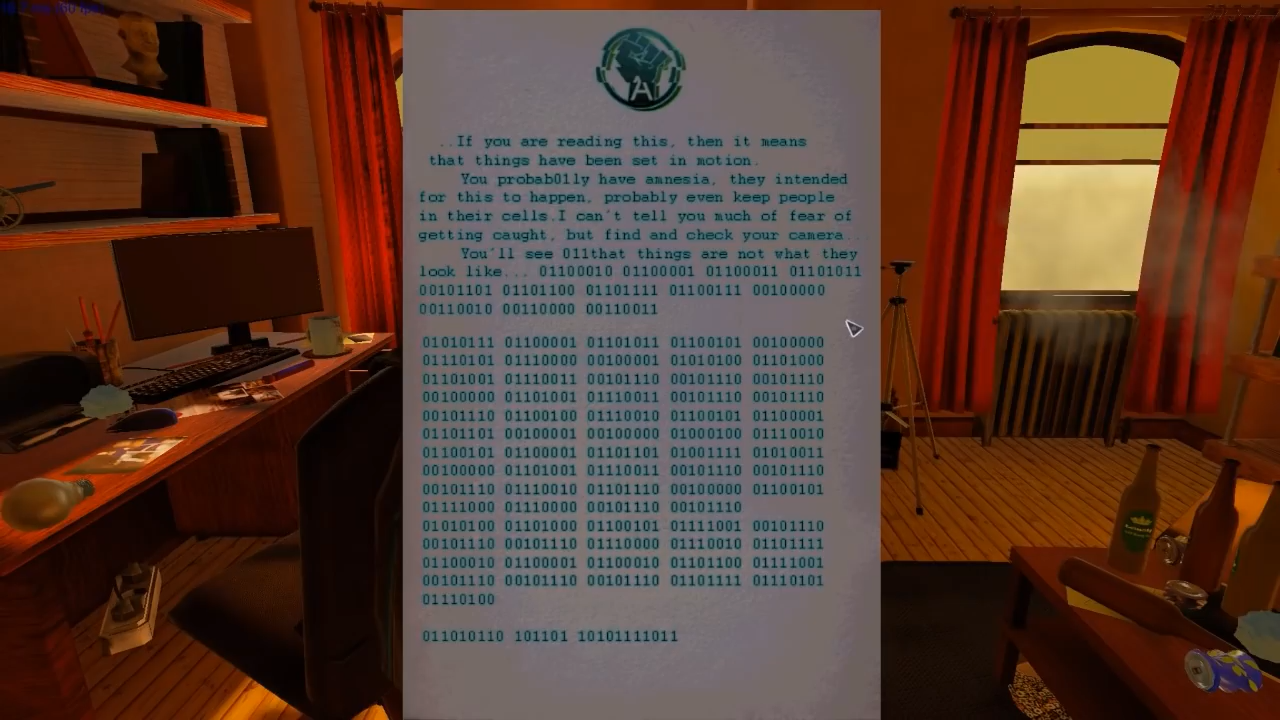 ..If you are reading this, then it means
that things have been set in motion.
You probab01ly have amnesia, they intended
for this to happen, probably even keep people
in their cells.I can't tell you much of fear of
getting caught, but find and check your camera...
You'll see 011that things are not what they
look like... 01100010 01100001 01100011 01101011
00101101 01101100 01101111 01100111 00100000
00110010 00110000 00110011
01010111 01100001 01101011 01100101 00100000
01110101 01110000 00100001 01010100 01101000
01101001 01110011 00101110 00101110 00101110
00100000 01101001 01110011 00101110 00101110
00101110 01100100 01110010 01100101 01100001
01101101 00100001 00100000 01000100 01110010
01100101 01100001 01101101 01001111 01010011
00100000 01101001 01110011 00101110 00101110
00101110 01110010 01101110 00100000 01100101
01111000 00101110 00101110
01010100 01101000 01100101 01111001 00101110
00101110 00101110 01110000 01110010 01101111
01100010 01100001 01100010 01101100 01111001
00101110 00101110 00101110 01101111 01110101
01110100
011010110 101101 10101111011